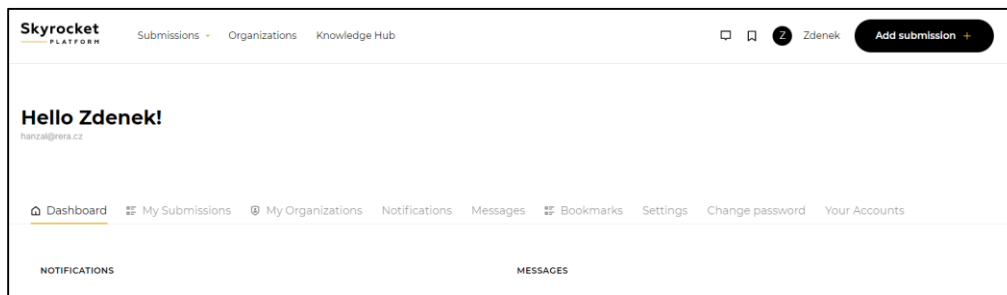 Skyrocket
PLATFORM
Submissions Organizations Knowledge Hub Z Zdenek Add submission +
Hello Zdenek!
hanzal@rera.cz
Dashboard My Submissions My Organizations Notifications Messages Bookmarks Settings Change password Your Accounts
NOTIFICATIONS MESSAGES